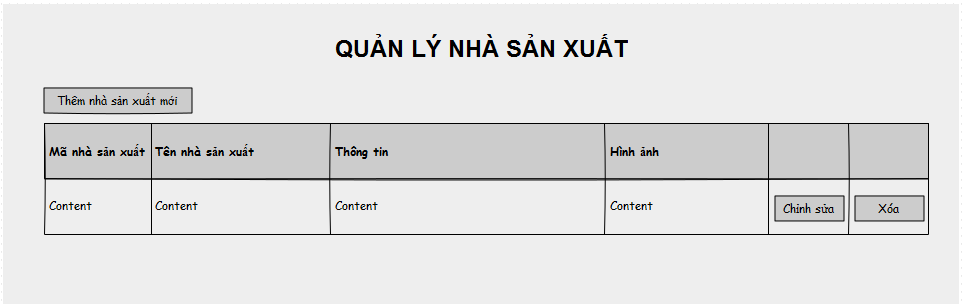 QUẢN LÝ NHÀ SẢN XUẤT
Thêm nhà sản xuất mới
Mã nhà sản xuất Tên nhà sản xuất Thông tin Hình ảnh
Content Content Content Content Chỉnh sửa Xóa